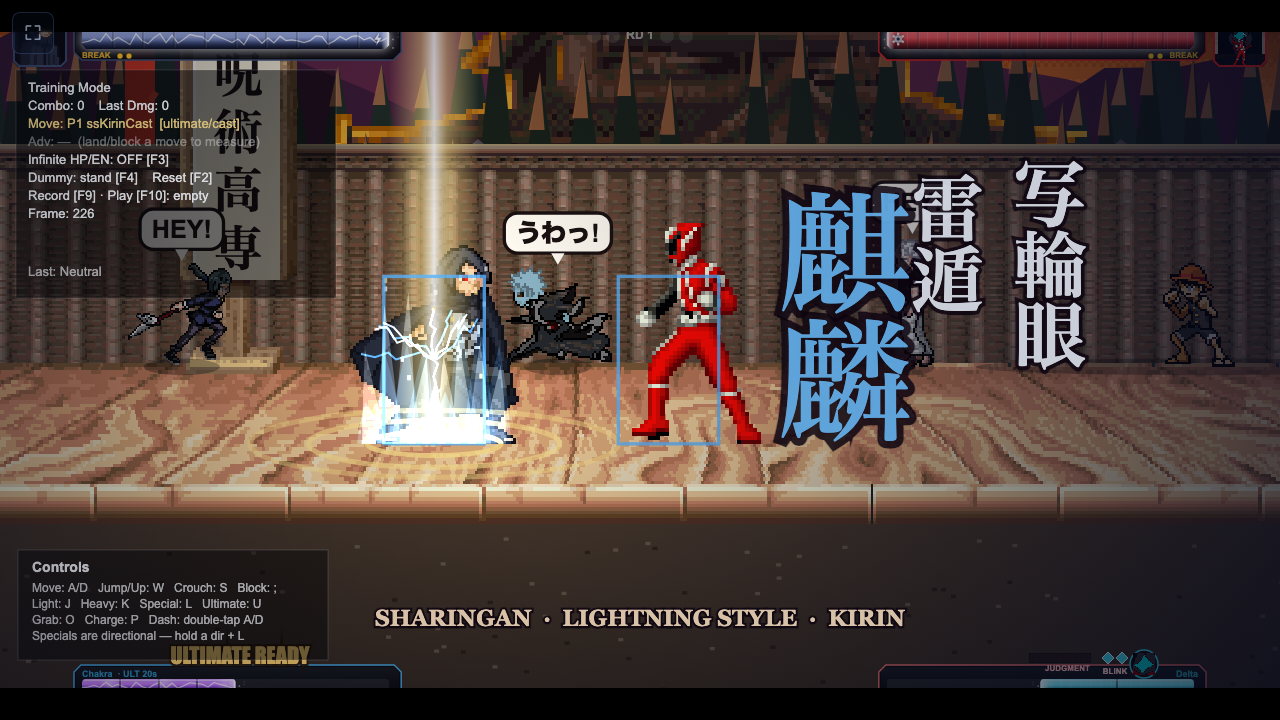 RD 1
BREAK
BREAK
呪術高専
Training Mode
Combo: 0 Last Dmg: 0
Move: P1 ssKirinCast [ultimate/cast]
Adv: — (land/block a move to measure)
Infinite HP/EN: OFF [F3]
Dummy: stand [F4] Reset [F2]
Record [F9] · Play [F10]: empty
Frame: 226
Last: Neutral
HEY!
うわっ!
写輪眼
雷遁
麒麟
SHARINGAN · LIGHTNING STYLE · KIRIN
Controls
Move: A/D Jump/Up: W Crouch: S Block: ;
Light: J Heavy: K Special: L Ultimate: U
Grab: O Charge: P Dash: double-tap A/D
Specials are directional — hold a dir + L
ULTIMATE READY
Chakra · ULT 20s
JUDGMENT
BLINK
Delta